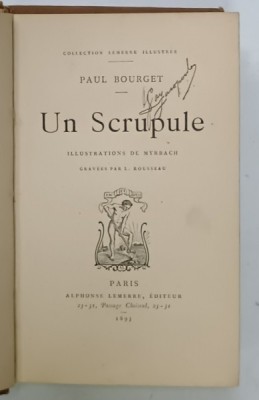 COLLECTION LEMERRE ILLUSTRÉE
PAUL BOURGET
Un Scrupule
ILLUSTRATIONS DE MYRBACH
GRAVÉES PAR L. ROUSSEAU
PARIS
ALPHONSE LEMERRE, ÉDITEUR
23-31, Passage Choiseul, 23-31
1893